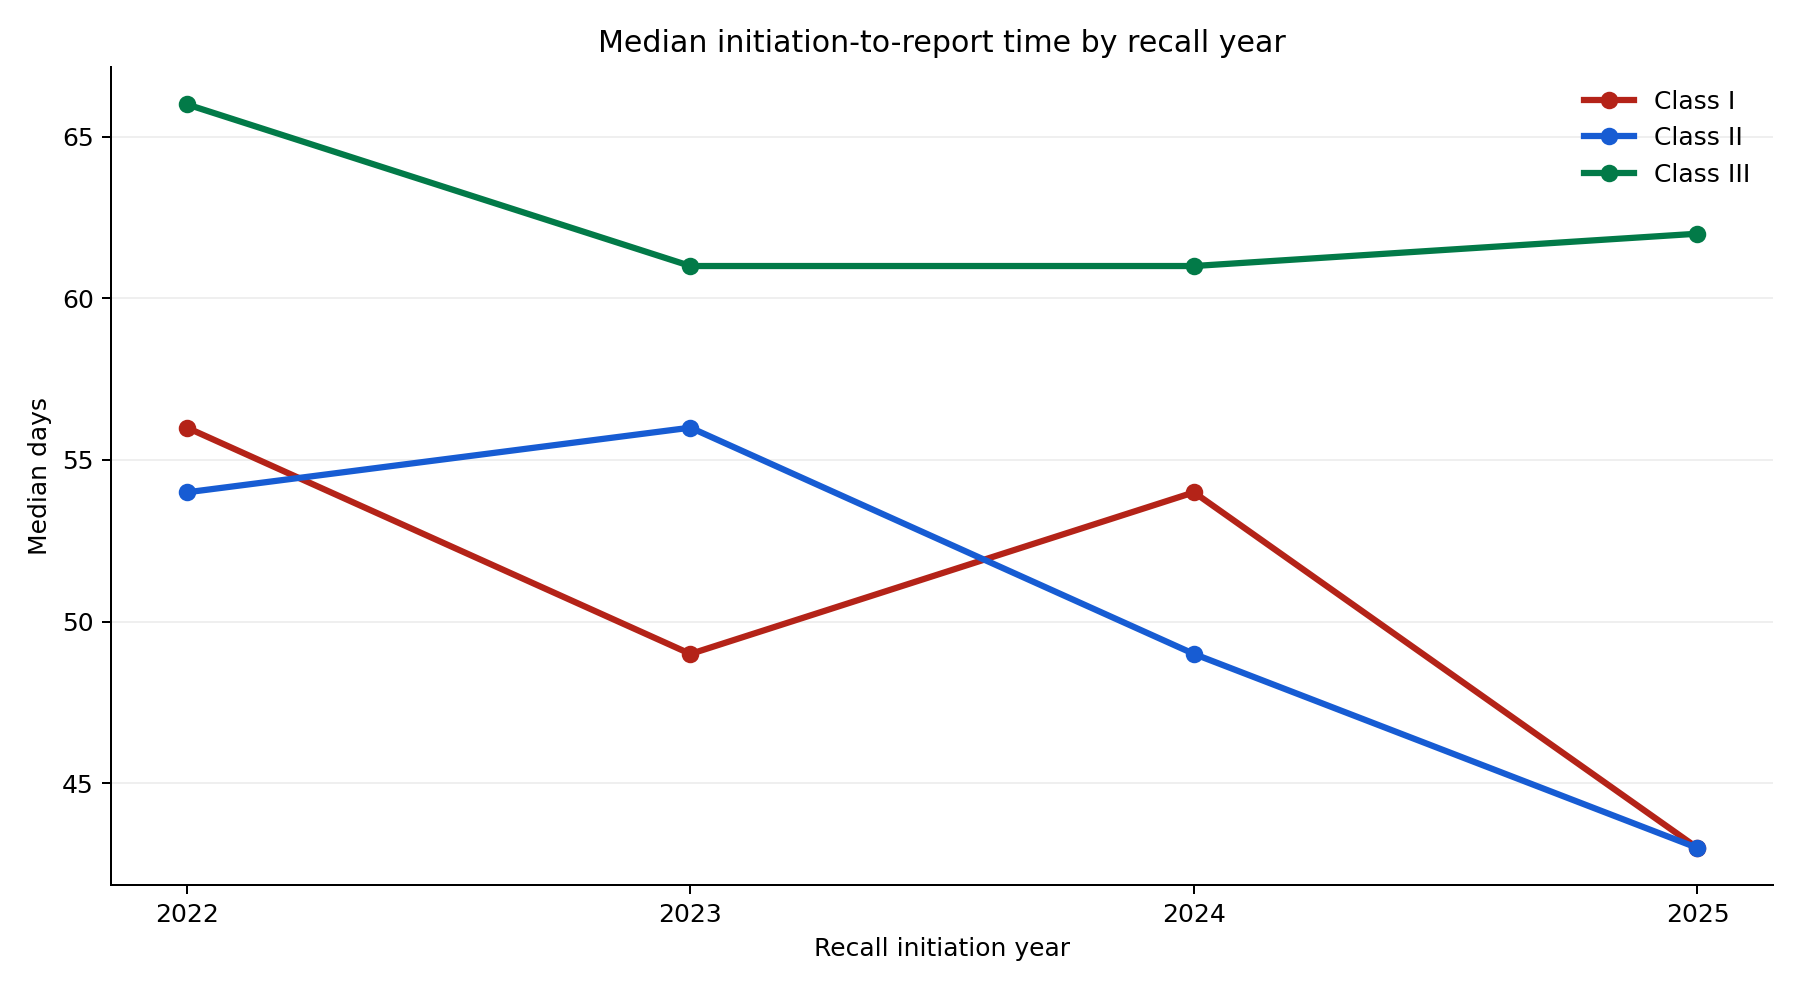 Median initiation-to-report time by recall year
Class I
Class II
Class III
65
60
55
50
45
Median days
2022 2023 2024 2025
Recall initiation year